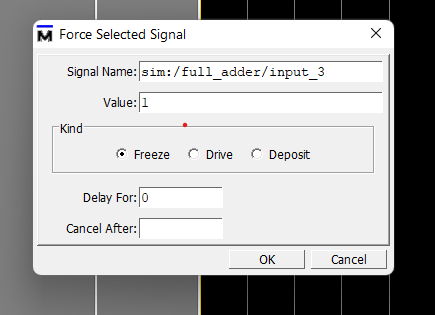 Force Selected Signal
Signal Name: sim:/full_adder/input_3
Value: 1
Kind
Freeze Drive Deposit
Delay For: 0
Cancel After:
OK Cancel